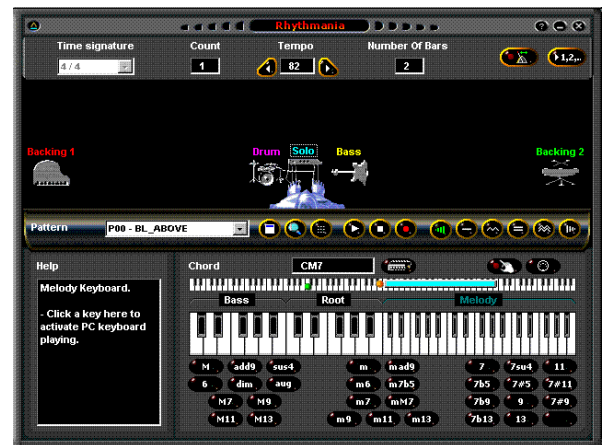 Rhythmania
Time signature Count Tempo Number Of Bars
4 / 4 1 82 2 1,2,..
Backing 1 Drum Solo Bass Backing 2
Pattern P00 - BL_ABOVE
Help Chord CM7
Melody Keyboard.
- Click a key here to
activate PC keyboard
playing.
Bass Root Melody
M add9 sus4 m mad9 7 7su4 11
6 dim aug m6 m7b5 7b5 7#5 7#11
M7 M9 m7 mM7 7b9 9 7#9
M11 M13 m9 m11 m13 7b13 13